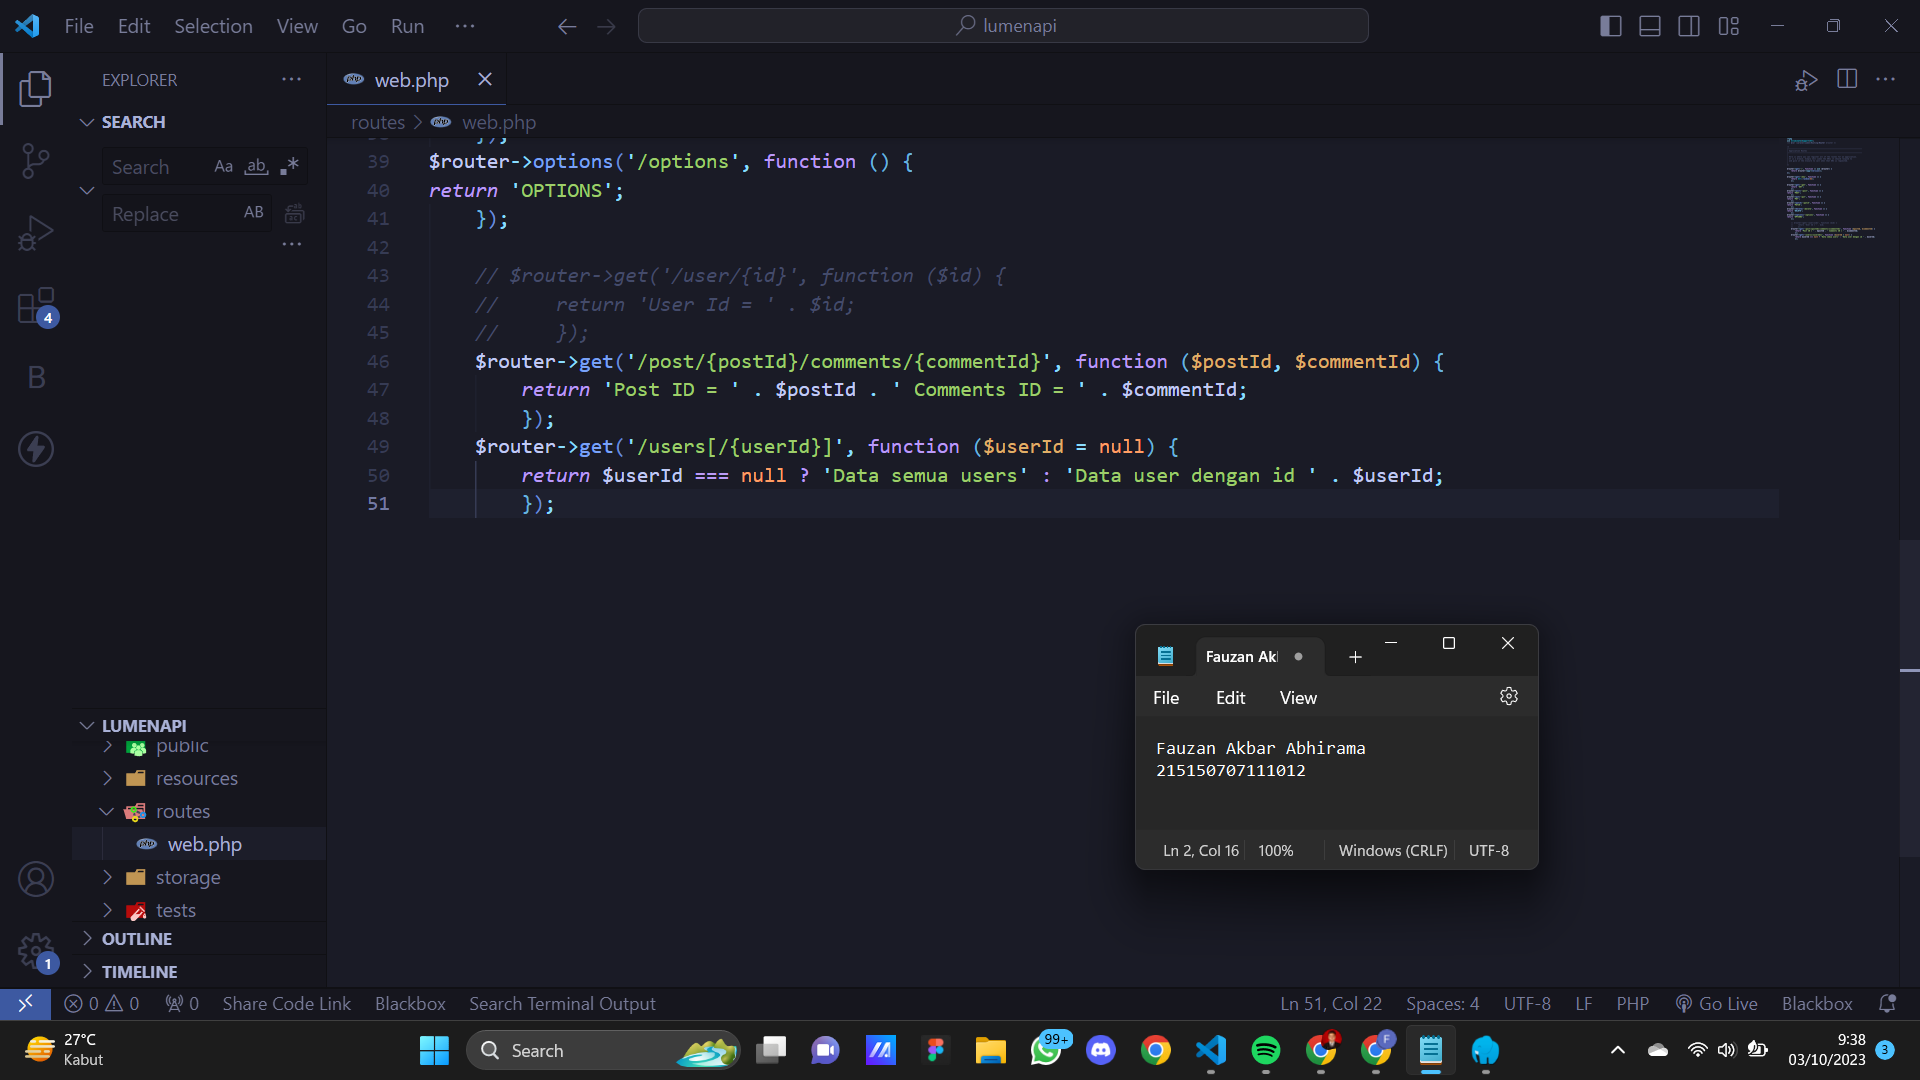 File Edit Selection View Go Run ···
lumenapi
EXPLORER ···
web.php
SEARCH
routes > web.php
Search Aa ab
Replace AB
···
39 $router->options('/options', function () {
40 return 'OPTIONS';
41 });
42
43 // $router->get('/user/{id}', function ($id) {
44 // return 'User Id = ' . $id;
45 // });
46 $router->get('/post/{postId}/comments/{commentId}', function ($postId, $commentId) {
47 return 'Post ID = ' . $postId . ' Comments ID = ' . $commentId;
48 });
49 $router->get('/users[/{userId}]', function ($userId = null) {
50 return $userId === null ? 'Data semua users' : 'Data user dengan id ' . $userId;
51 });
4
B
LUMENAPI
public
resources
routes
web.php
storage
tests
OUTLINE
TIMELINE
1
Fauzan Ak
File Edit View
Fauzan Akbar Abhirama
215150707111012
Ln 2, Col 16 100% Windows (CRLF) UTF-8
0 0 0 Share Code Link Blackbox Search Terminal Output Ln 51, Col 22 Spaces: 4 UTF-8 LF PHP Go Live Blackbox
27°C
Kabut
Search
99+
F
9:38
03/10/2023
3